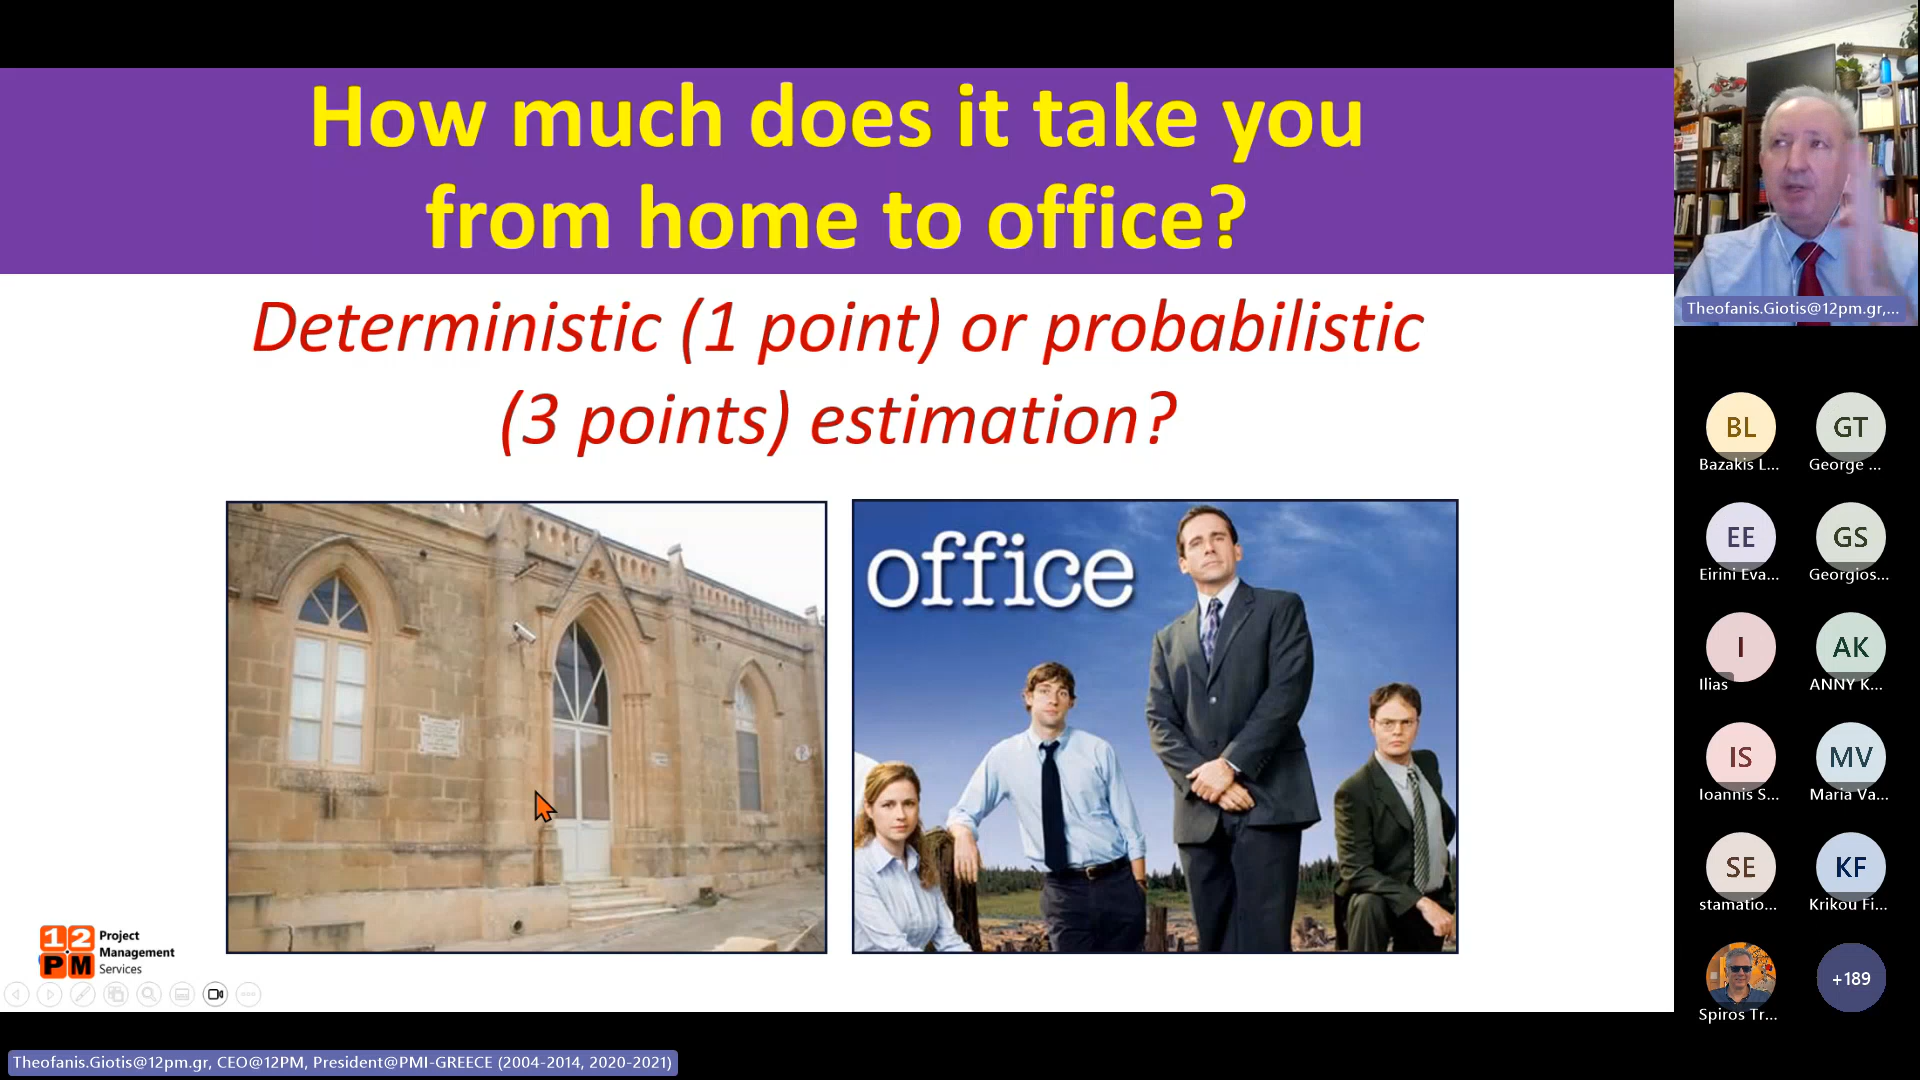 How much does it take you
from home to office?
Deterministic (1 point) or probabilistic
(3 points) estimation?
office
12
PM
Project
Management
Services
Theofanis.Giotis@12pm.gr,...
BL
Bazakis L...
GT
George ...
EE
Eirini Eva...
GS
Georgios...
I
Ilias
AK
ANNY K...
IS
Ioannis S...
MV
Maria Va...
SE
stamatio...
KF
Krikou Fi...
Spiros Tr...
+189
Theofanis.Giotis@12pm.gr, CEO@12PM, President@PMI-GREECE (2004-2014, 2020-2021)